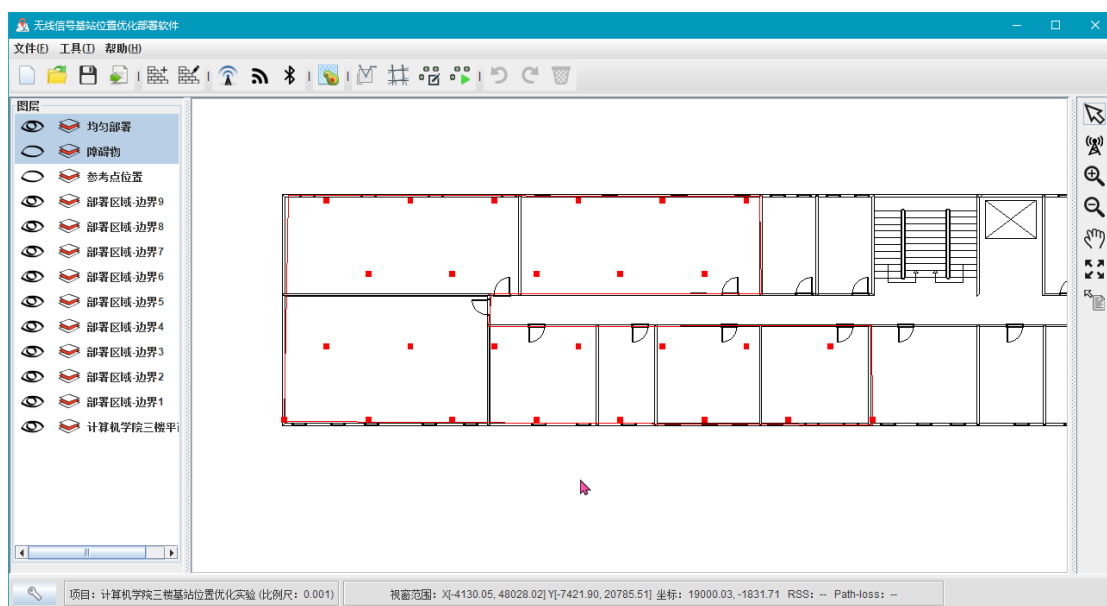 无线信号基站位置优化部署软件
文件(F) 工具(T) 帮助(H)
图层
均匀部署
障碍物
参考点位置
部署区域-边界9
部署区域-边界8
部署区域-边界7
部署区域-边界6
部署区域-边界5
部署区域-边界4
部署区域-边界3
部署区域-边界2
部署区域-边界1
计算机学院三楼平
项目：计算机学院三楼基站位置优化实验 (比例尺：0.001)
視窗范围：X[-4130.05, 48028.02] Y[-7421.90, 20785.51] 坐标：19000.03, -1831.71 RSS：-- Path-loss：--